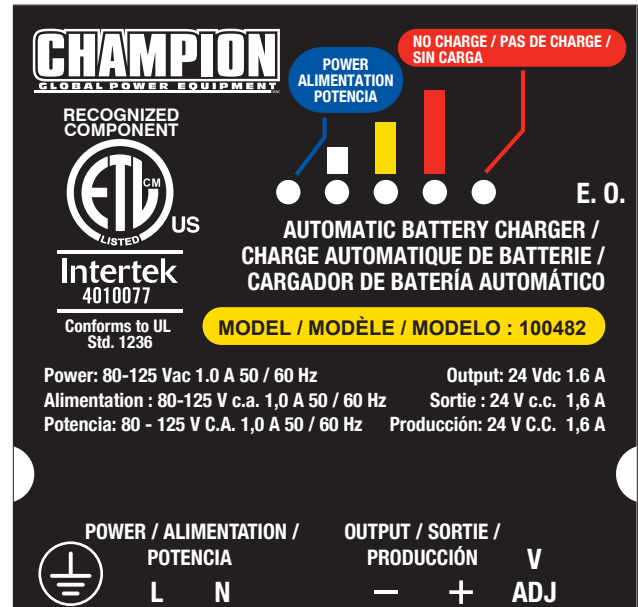 CHAMPION
GLOBAL POWER EQUIPMENT
POWER
ALIMENTATION
POTENCIA
NO CHARGE / PAS DE CHARGE /
SIN CARGA
RECOGNIZED
COMPONENT
ETL
CM
LISTED
US
Intertek
4010077
Conforms to UL
Std. 1236
E. O.
AUTOMATIC BATTERY CHARGER /
CHARGE AUTOMATIQUE DE BATTERIE /
CARGADOR DE BATERÍA AUTOMÁTICO
MODEL / MODÈLE / MODELO : 100482
Power: 80-125 Vac 1.0 A 50 / 60 Hz
Output: 24 Vdc 1.6 A
Alimentation : 80-125 V c.a. 1,0 A 50 / 60 Hz
Sortie : 24 V c.c. 1,6 A
Potencia: 80 - 125 V C.A. 1,0 A 50 / 60 Hz
Producción: 24 V C.C. 1,6 A
POWER / ALIMENTATION /
POTENCIA
L N
OUTPUT / SORTIE /
PRODUCCIÓN
− +
V
ADJ